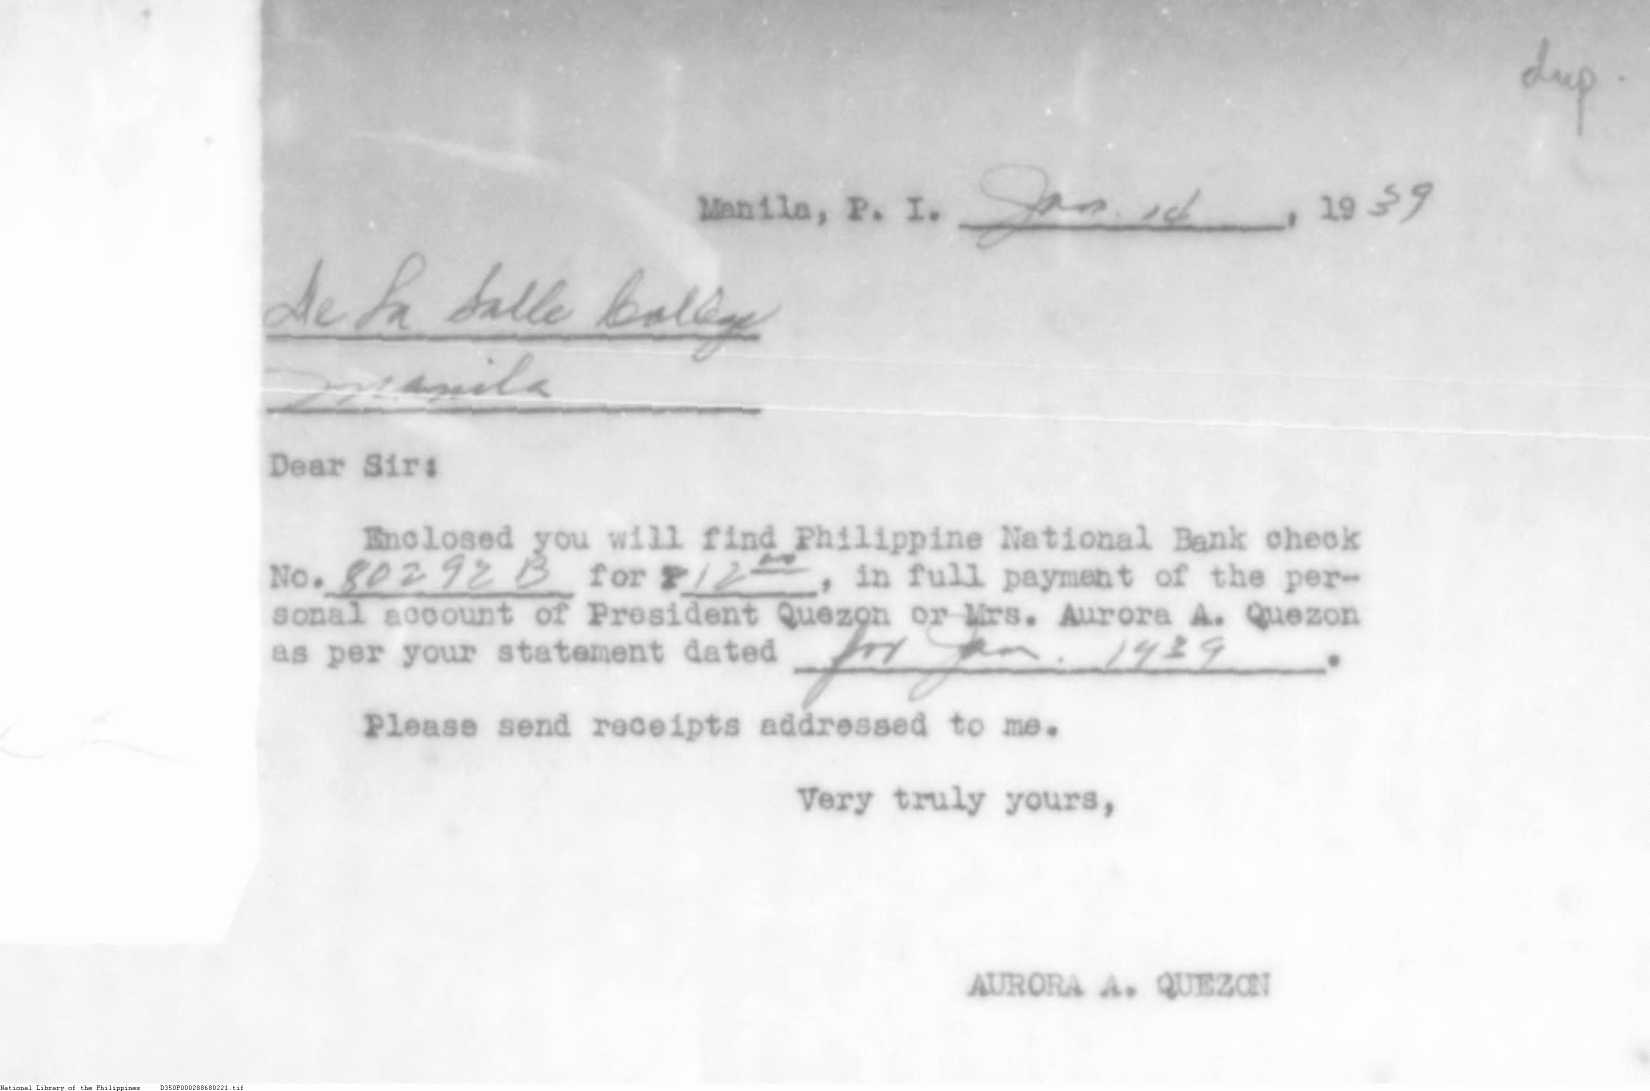 dup.
Manila, P. I. Jan. 14, 1939
De La Salle College
Manila
Dear Sir:
Enclosed you will find Philippine National Bank check
No. 80292 B for ₱12 00, in full payment of the per-
sonal account of President Quezon or Mrs. Aurora A. Quezon
as per your statement dated for Jan. 1939.
Please send receipts addressed to me.
Very truly yours,
AURORA A. QUEZON
National Library of the Philippines D350P000288680221.tif